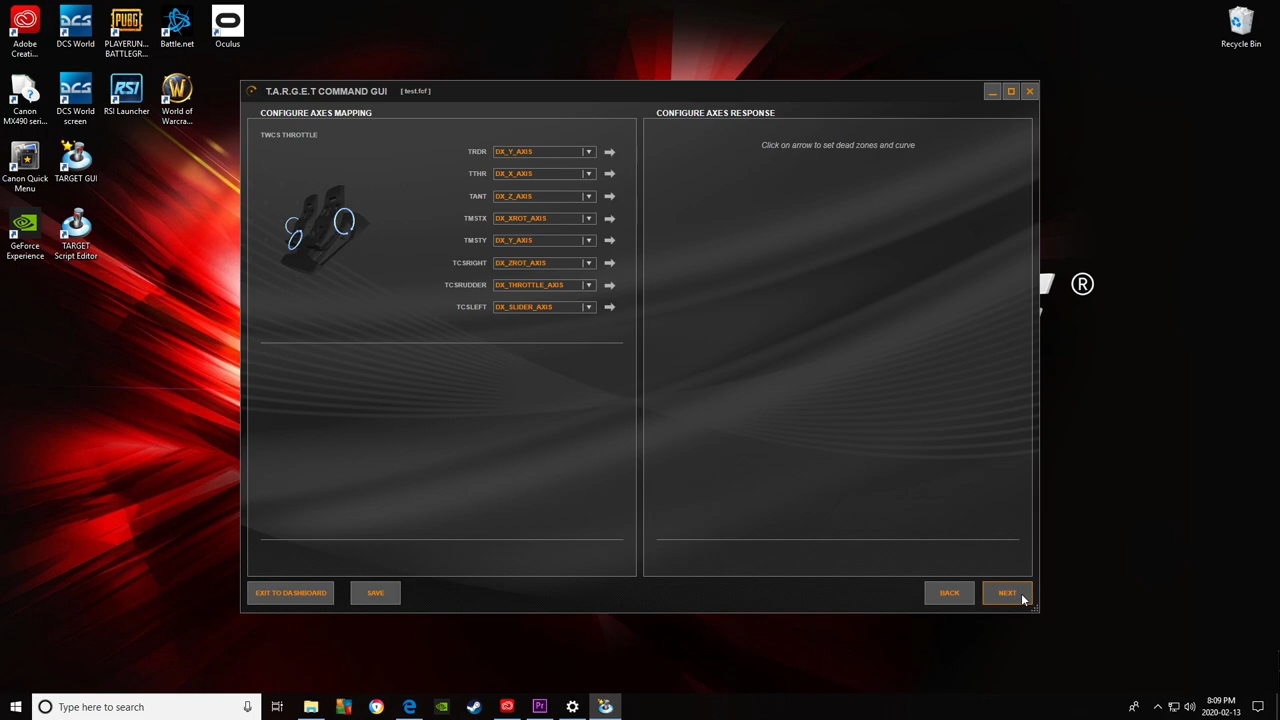 Adobe Creati...
DCS World
PLAYERUN... BATTLEGR...
Battle.net
Oculus
Recycle Bin
Canon MX490 seri...
DCS World screen
RSI Launcher
World of Warcra...
Canon Quick Menu
TARGET GUI
GeForce Experience
TARGET Script Editor
PUBG
DCS
DCS
RSI
T.A.R.G.E.T COMMAND GUI [ test.fcf ]
CONFIGURE AXES MAPPING
TWCS THROTTLE
TRDR DX_Y_AXIS
TTHR DX_X_AXIS
TANT DX_Z_AXIS
TMSTX DX_XROT_AXIS
TMSTY DX_Y_AXIS
TCSRIGHT DX_ZROT_AXIS
TCSRUDDER DX_THROTTLE_AXIS
TCSLEFT DX_SLIDER_AXIS
CONFIGURE AXES RESPONSE
Click on arrow to set dead zones and curve
®
EXIT TO DASHBOARD
SAVE
BACK
NEXT
Type here to search
Pr
8:09 PM
2020-02-13